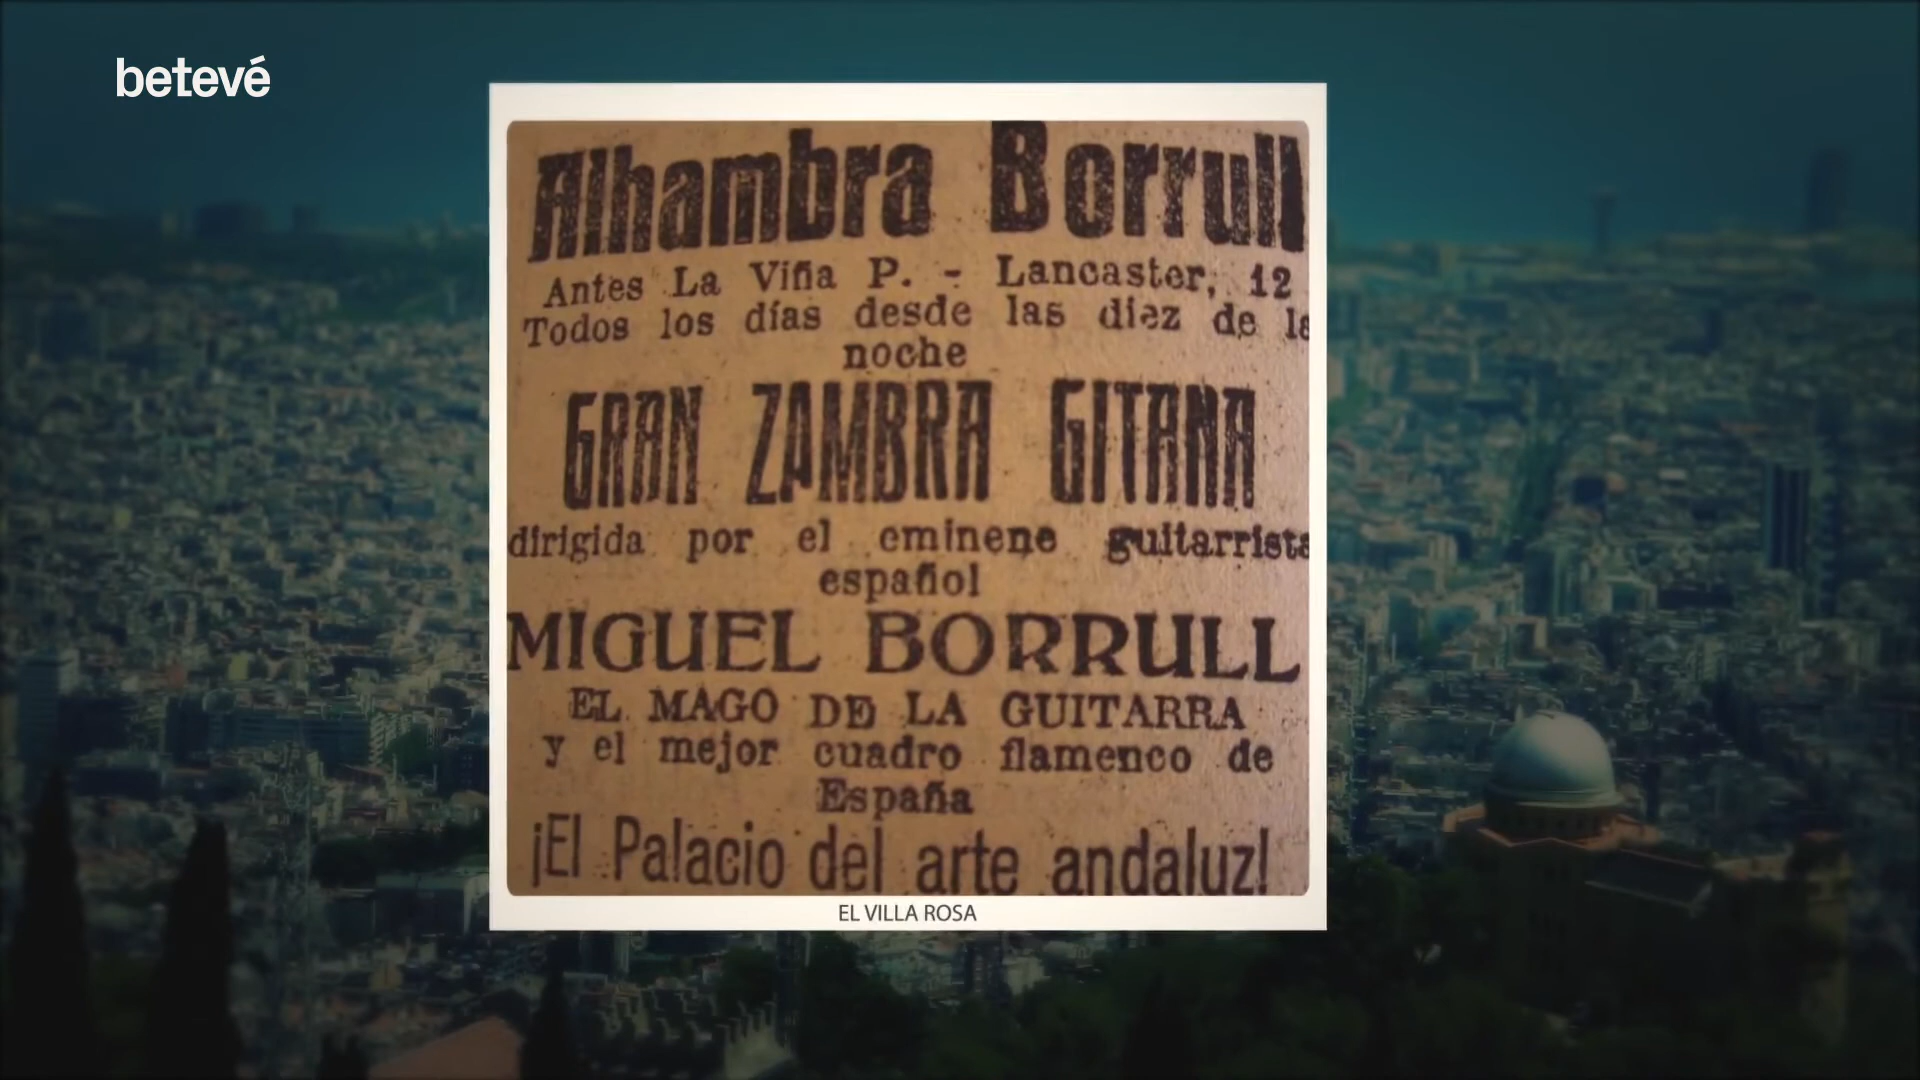 betevé
Alhambra Borrull
Antes La Viña P. - Lancaster, 12
Todos los días desde las diez de la
noche
GRAN ZAMBRA GITANA
dirigida por el eminene guitarrista
español
MIGUEL BORRULL
EL MAGO DE LA GUITARRA
y el mejor cuadro flamenco de
España
¡El Palacio del arte andaluz!
EL VILLA ROSA